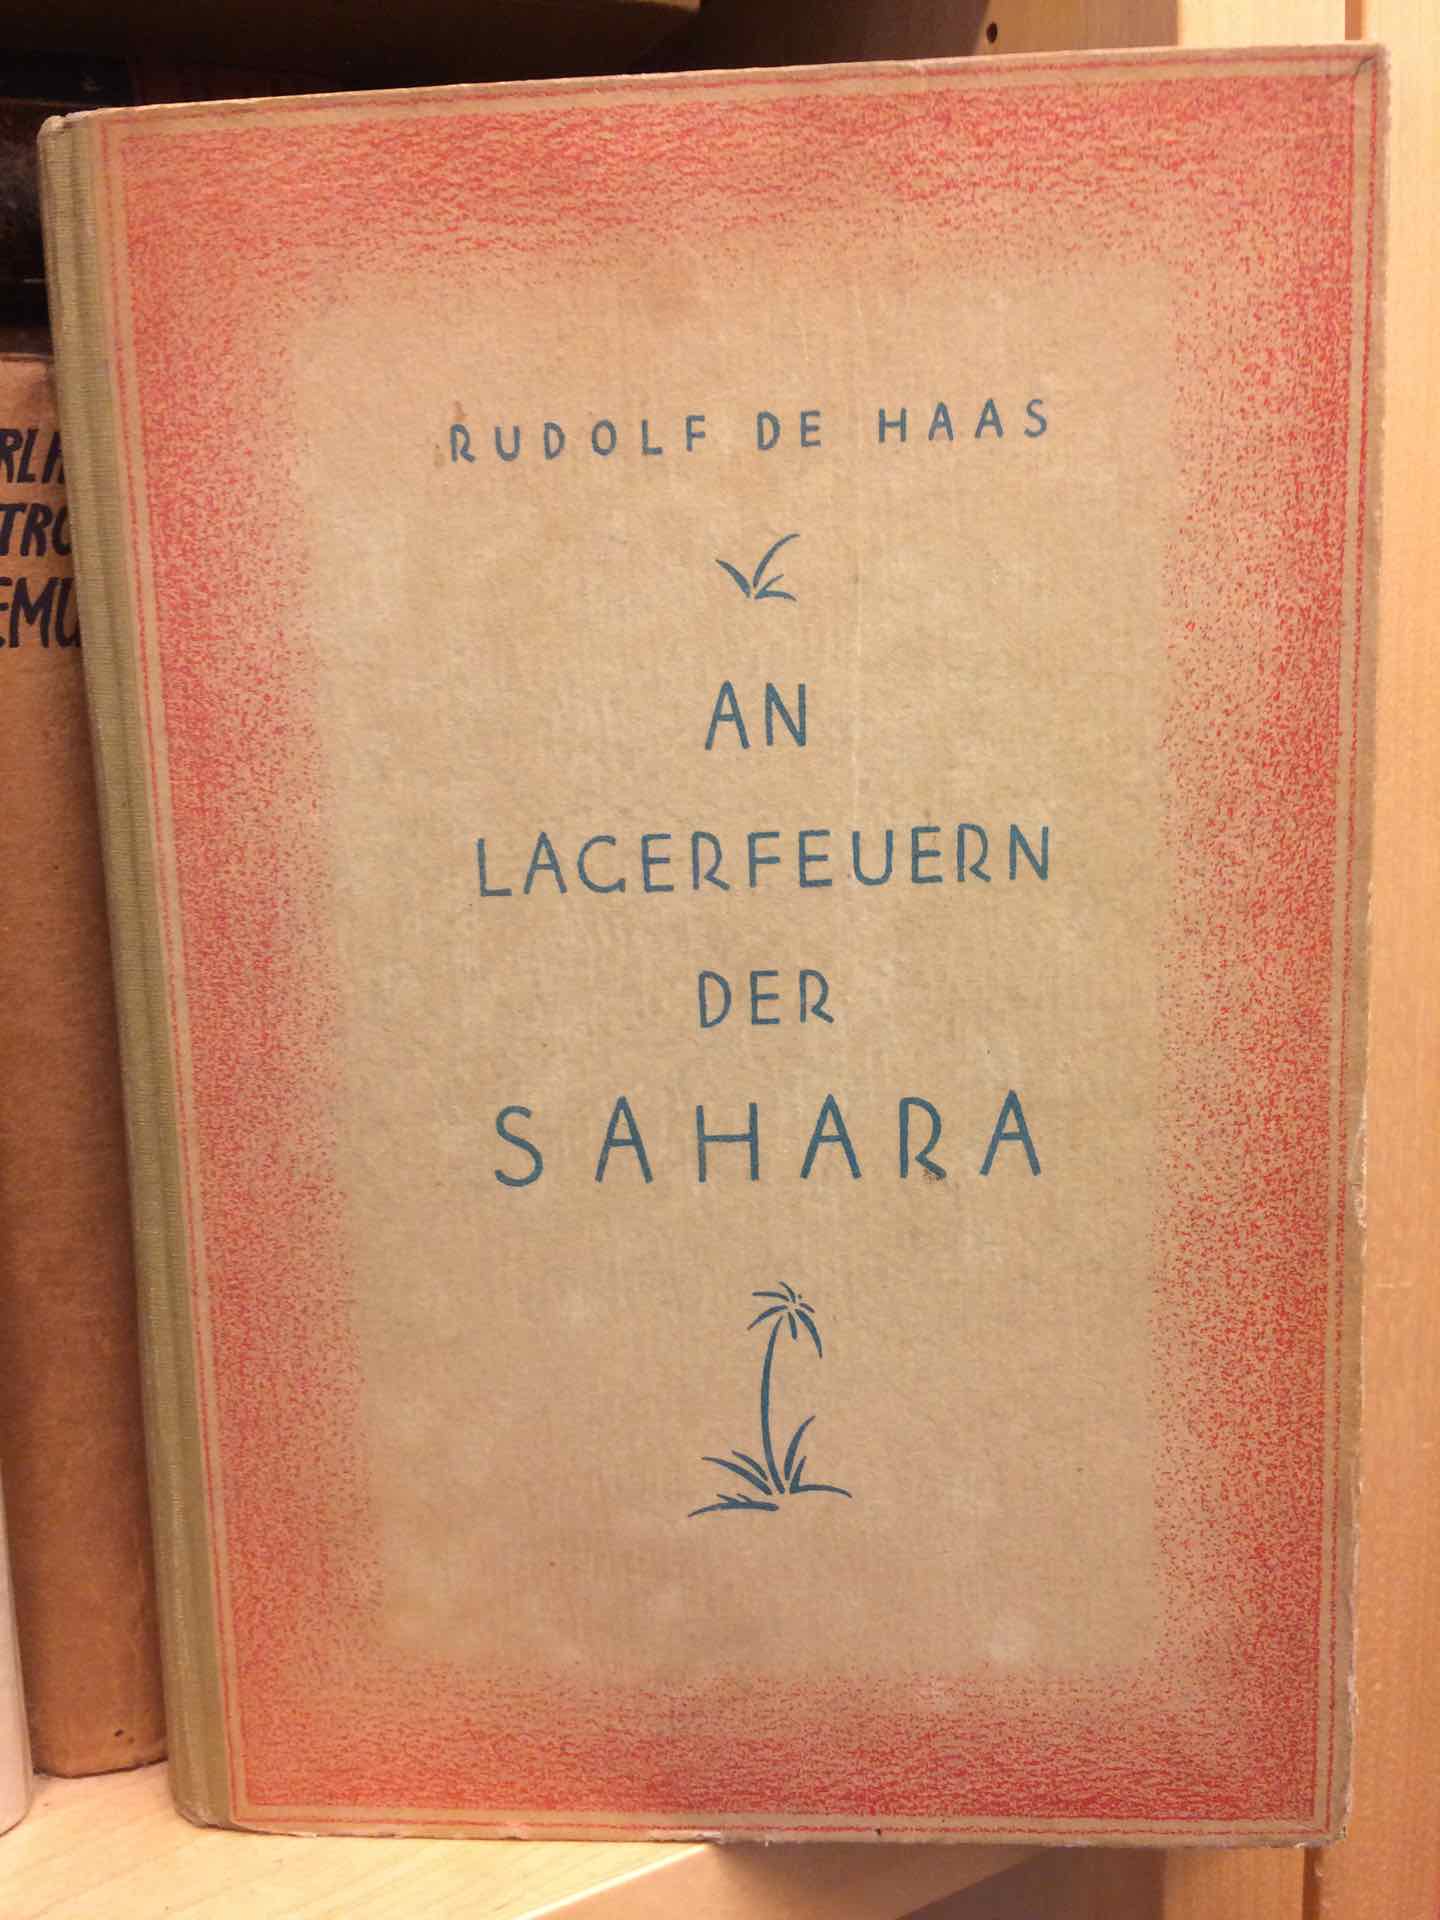 RUDOLF DE HAAS
AN
LAGERFEUERN
DER
SAHARA